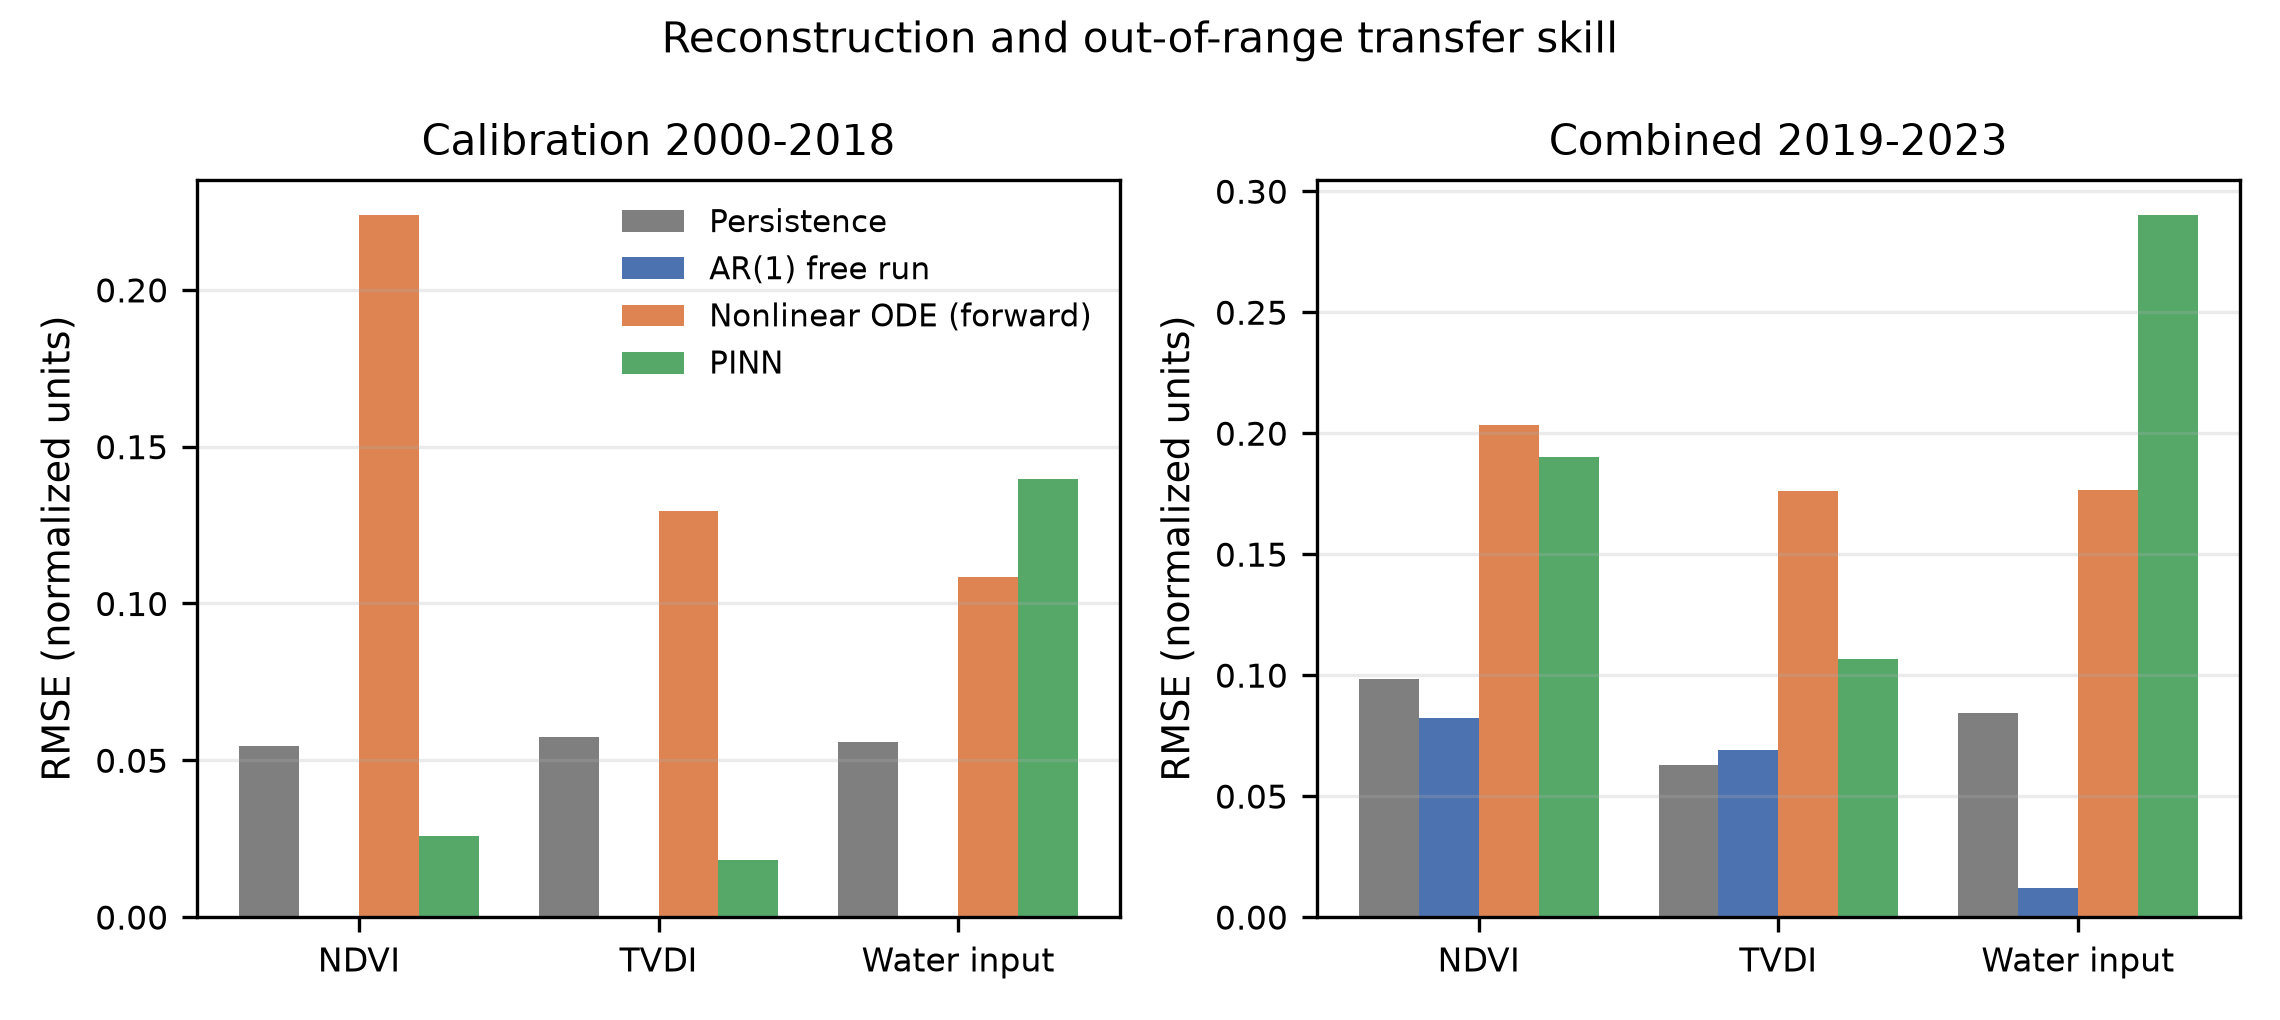 Reconstruction and out-of-range transfer skill
Calibration 2000-2018
RMSE (normalized units)
0.20
0.15
0.10
0.05
0.00
Persistence
AR(1) free run
Nonlinear ODE (forward)
PINN
NDVI
TVDI
Water input
Combined 2019-2023
RMSE (normalized units)
0.30
0.25
0.20
0.15
0.10
0.05
0.00
NDVI
TVDI
Water input